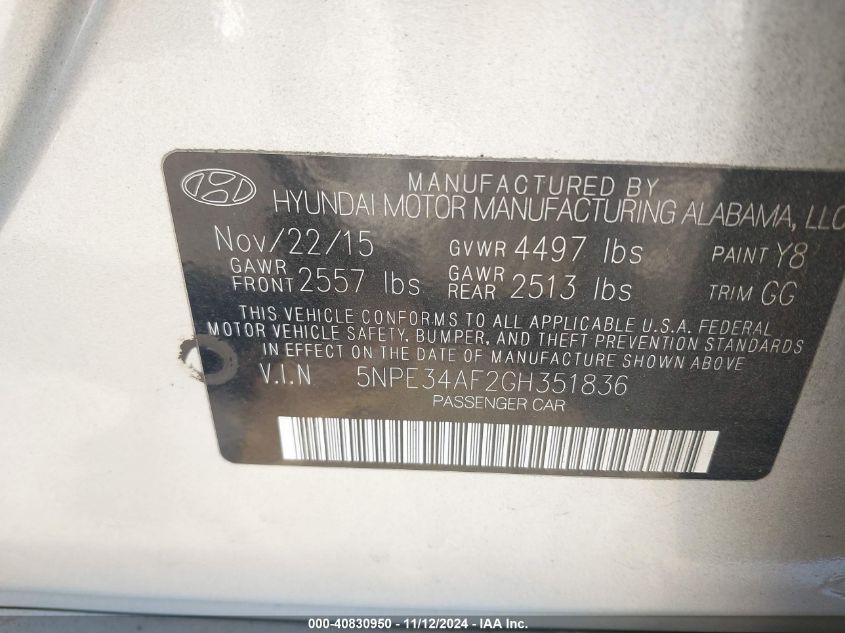 MANUFACTURED BY
HYUNDAI MOTOR MANUFACTURING ALABAMA, LLC
Nov/22/15 GVWR 4497 lbs PAINT Y8
GAWR FRONT 2557 lbs GAWR REAR 2513 lbs TRIM GG
THIS VEHICLE CONFORMS TO ALL APPLICABLE U.S.A. FEDERAL
MOTOR VEHICLE SAFETY, BUMPER, AND THEFT PREVENTION STANDARDS
IN EFFECT ON THE DATE OF MANUFACTURE SHOWN ABOVE
V.I.N 5NPE34AF2GH351836
PASSENGER CAR
000-40830950 - 11/12/2024 - IAA Inc.